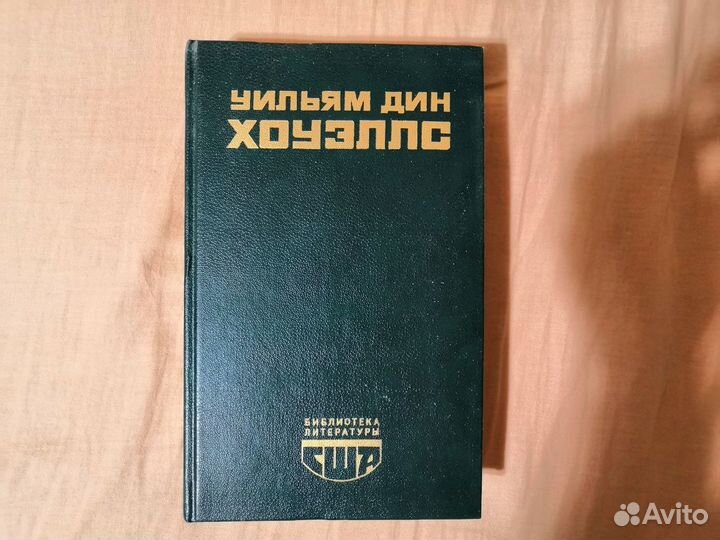 УИЛЬЯМ ДИН
ХОУЭЛЛС
БИБЛИОТЕКА
ЛИТЕРАТУРЫ
США
Avito